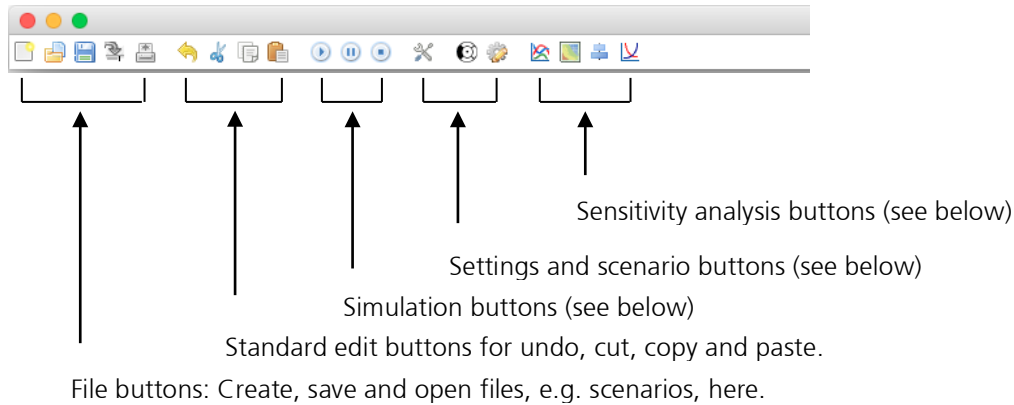 Sensitivity analysis buttons (see below)
Settings and scenario buttons (see below)
Simulation buttons (see below)
Standard edit buttons for undo, cut, copy and paste.
File buttons: Create, save and open files, e.g. scenarios, here.